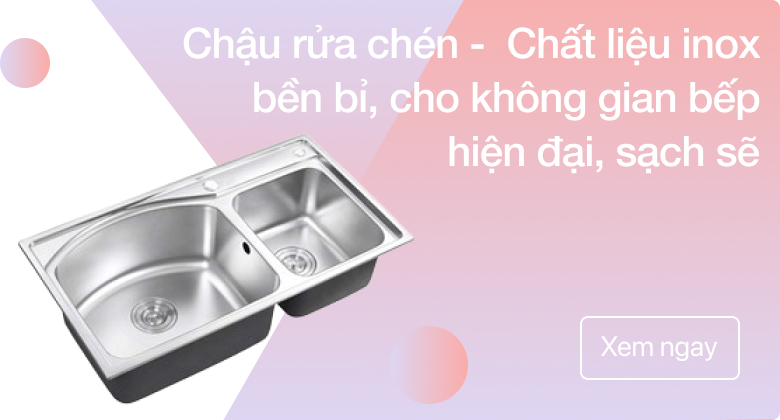 Chậu rửa chén - Chất liệu inox
bền bỉ, cho không gian bếp
hiện đại, sạch sẽ
Xem ngay